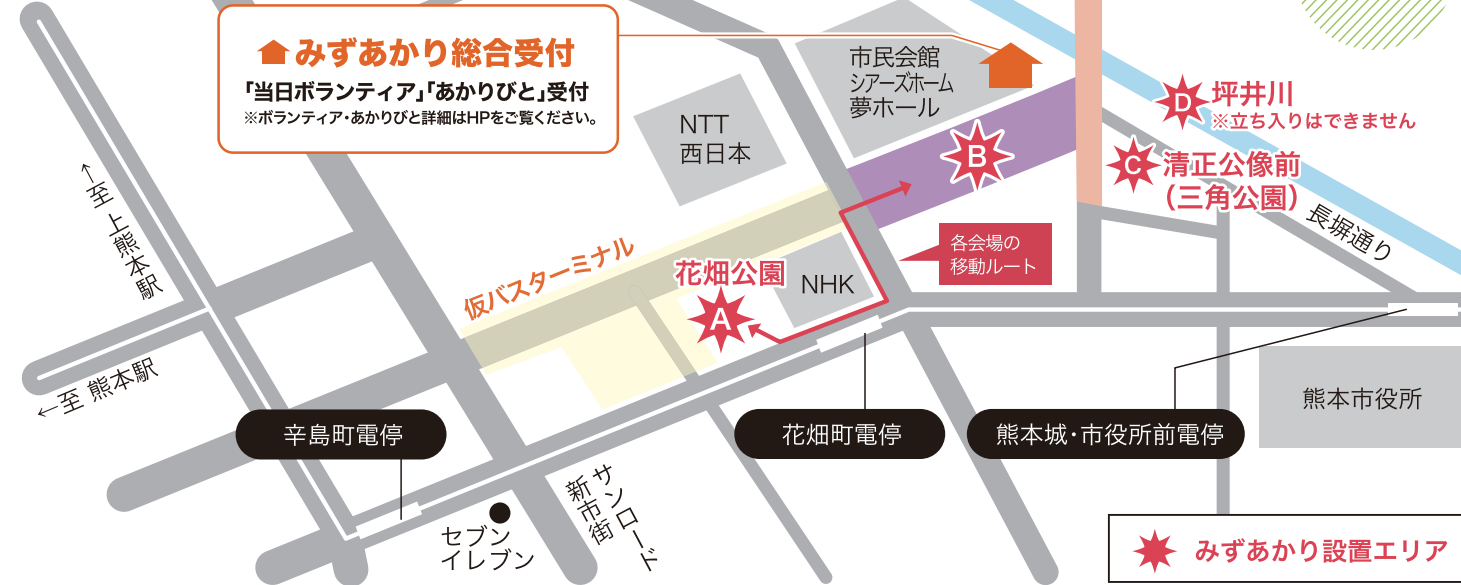 みずあかり総合受付
「当日ボランティア」「あかりびと」受付
※ボランティア・あかりびと詳細はHPをご覧ください。
市民会館
シアーズホーム
夢ホール
D
坪井川
※立ち入りはできません
NTT
西日本
B
C
清正公像前
(三角公園)
←至 上熊本駅
長塀通り
各会場の
移動ルート
仮バスターミナル
花畑公園
A
NHK
←至 熊本駅
熊本市役所
辛島町電停
花畑町電停
熊本城・市役所前電停
サンロード
新市街
セブン
イレブン
みずあかり設置エリア